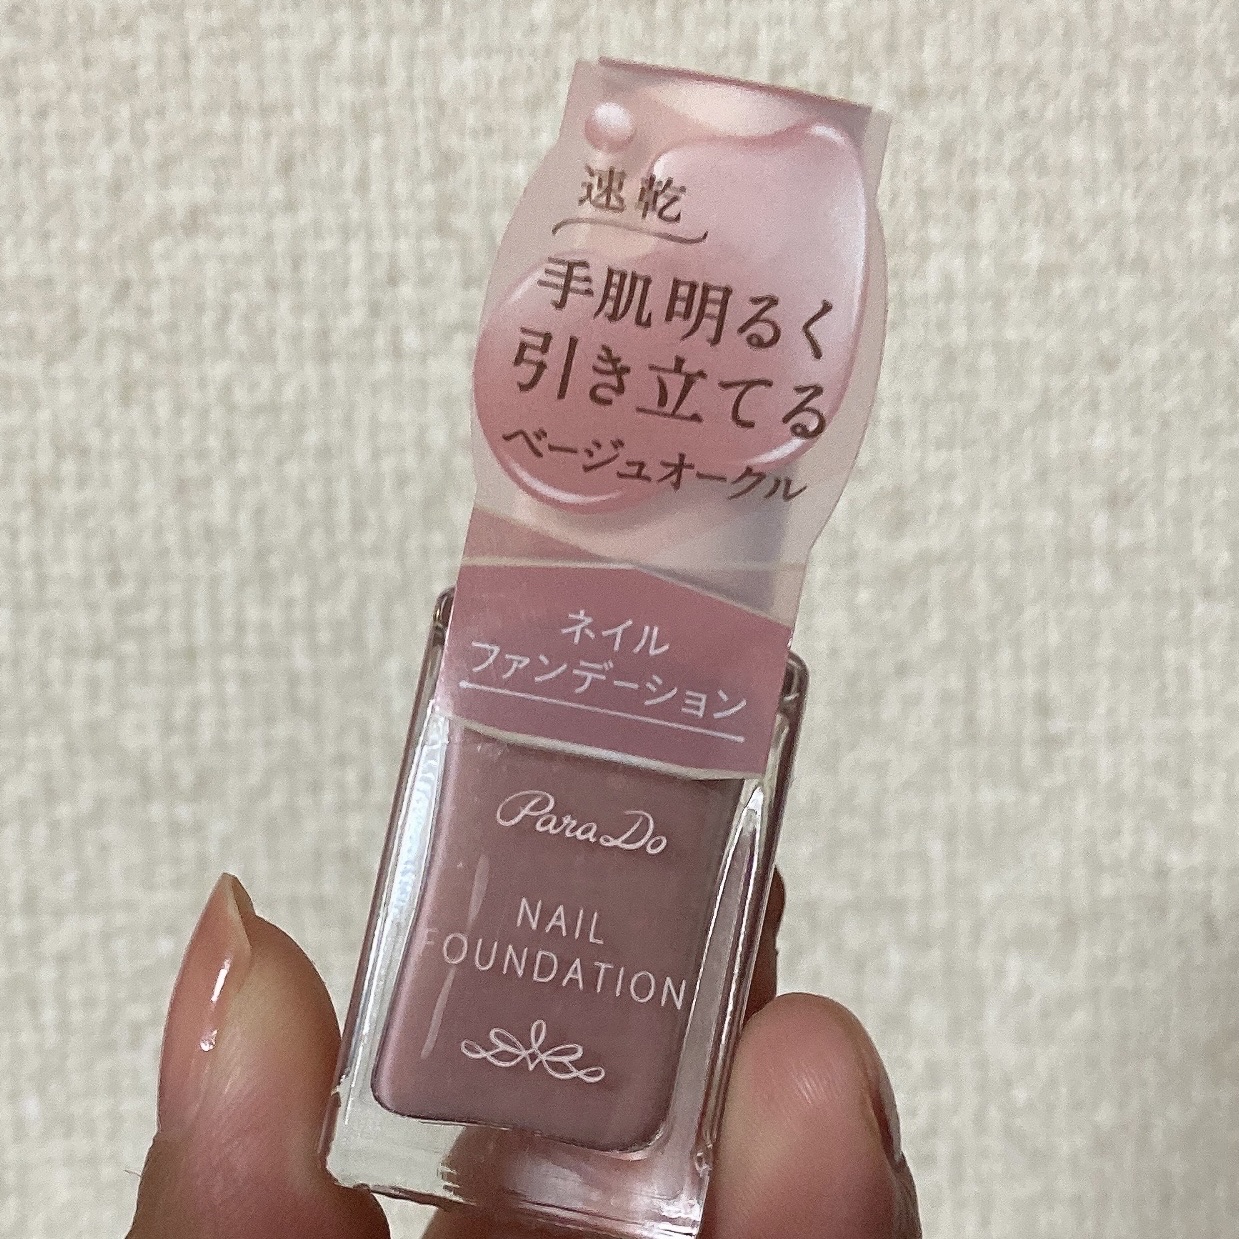 速乾
手肌明るく
引き立てる
ベージュオークル
ネイル
ファンデーション
ParaDo
NAIL
FOUNDATION